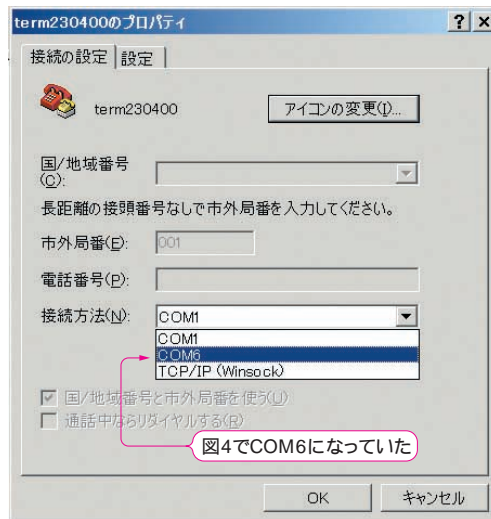 term230400のプロパティ
? ×
接続の設定 設定
term230400
アイコンの変更(I)...
国/地域番号
(C):
長距離の接頭番号なしで市外局番を入力してください。
市外局番(E): 001
電話番号(P):
接続方法(N): COM1
COM1
COM6
TCP/IP (Winsock)
国/地域番号と市外局番を使う(U)
通話中ならリダイヤルする(R)
図4でCOM6になっていた
OK キャンセル